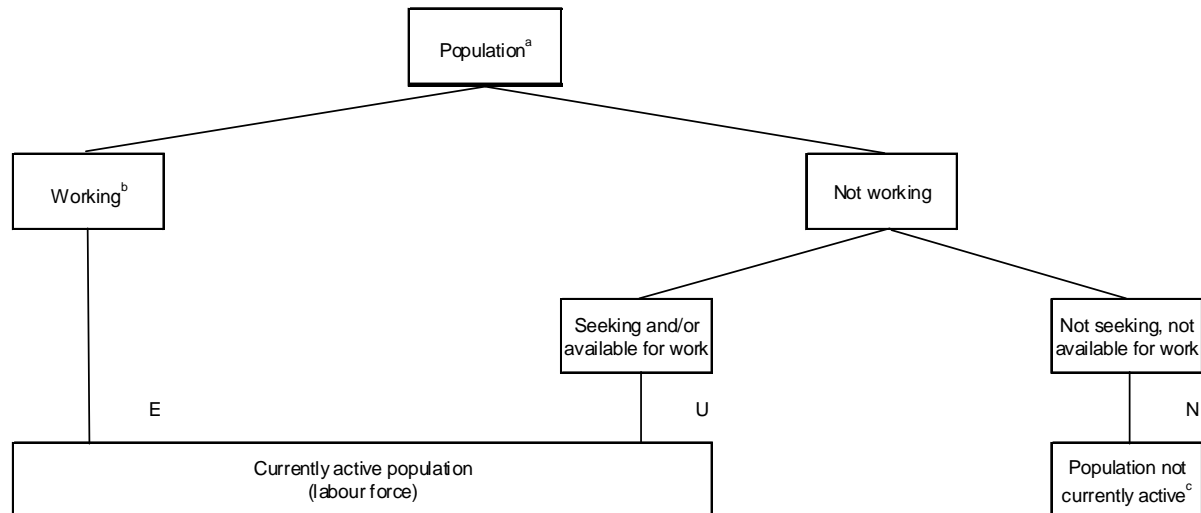 Population^a
Working^b
Not working
Seeking and/or
available for work
Not seeking, not
available for work
E
U
N
Currently active population
(labour force)
Population not
currently active^c